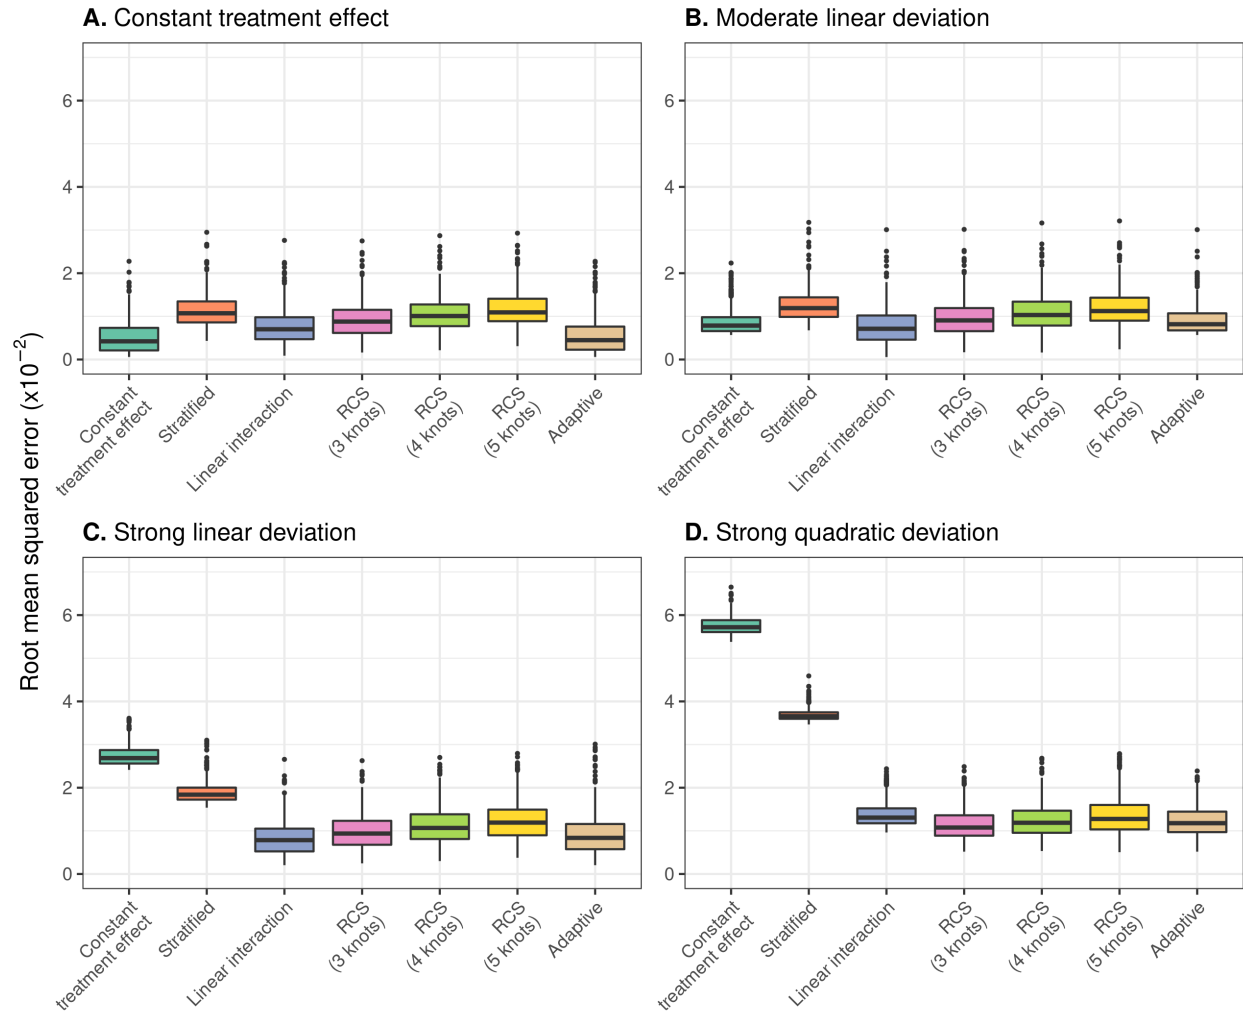 A. Constant treatment effect
B. Moderate linear deviation
Root mean squared error (x10⁻²)
6
4
2
0
Constant
treatment effect
Stratified
Linear interaction
RCS
(3 knots)
RCS
(4 knots)
RCS
(5 knots)
Adaptive
6
4
2
0
Constant
treatment effect
Stratified
Linear interaction
RCS
(3 knots)
RCS
(4 knots)
RCS
(5 knots)
Adaptive
C. Strong linear deviation
D. Strong quadratic deviation
6
4
2
0
Constant
treatment effect
Stratified
Linear interaction
RCS
(3 knots)
RCS
(4 knots)
RCS
(5 knots)
Adaptive
6
4
2
0
Constant
treatment effect
Stratified
Linear interaction
RCS
(3 knots)
RCS
(4 knots)
RCS
(5 knots)
Adaptive